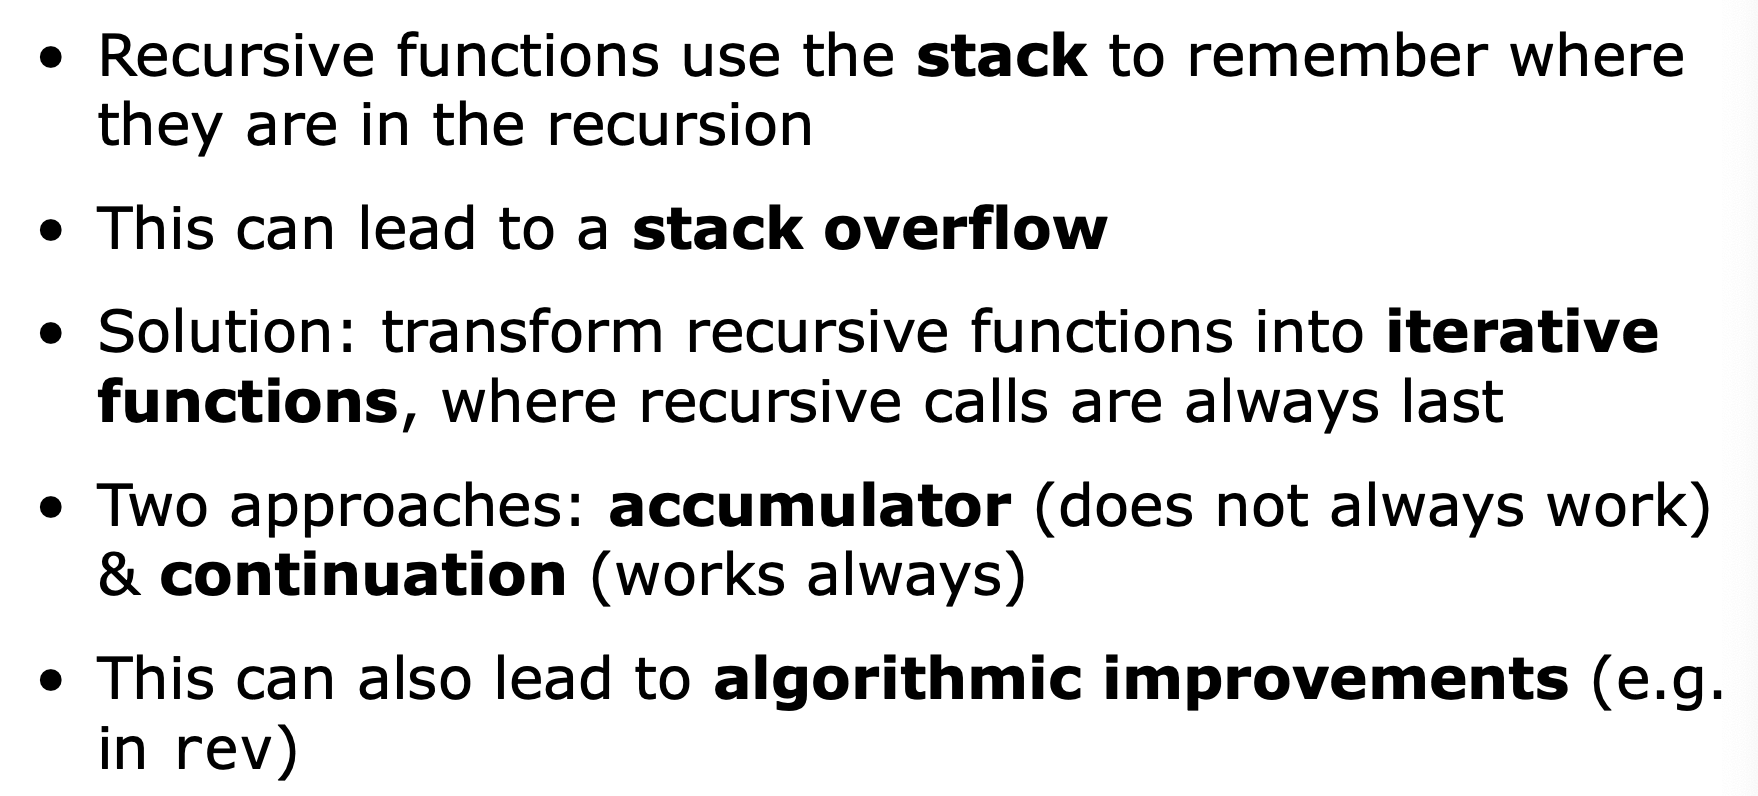 • Recursive functions use the stack to remember where
they are in the recursion
• This can lead to a stack overflow
• Solution: transform recursive functions into iterative
functions, where recursive calls are always last
• Two approaches: accumulator (does not always work)
& continuation (works always)
• This can also lead to algorithmic improvements (e.g.
in rev)